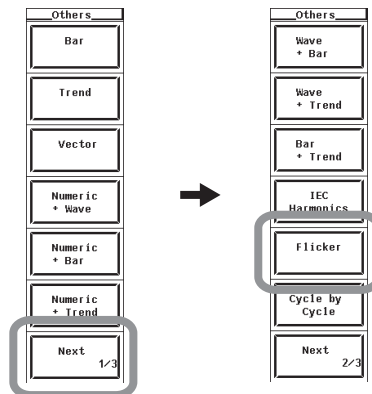 Others
Bar
Trend
Vector
Numeric
+ Wave
Numeric
+ Bar
Numeric
+ Trend
Next
1/3
Others
Wave
+ Bar
Wave
+ Trend
Bar
+ Trend
IEC
Harmonics
Flicker
Cycle by
Cycle
Next
2/3